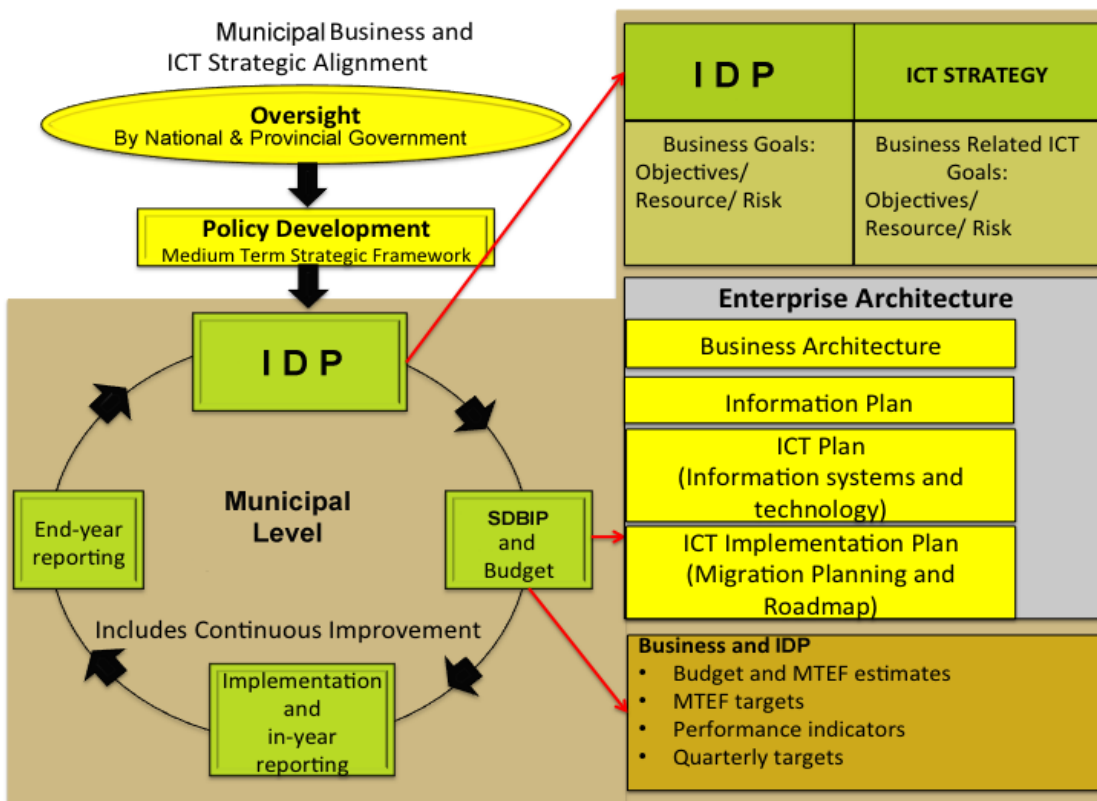 Municipal Business and
ICT Strategic Alignment
Oversight
By National & Provincial Government
Policy Development
Medium Term Strategic Framework
I D P
SDBIP
and
Budget
Implementation
and
in-year
reporting
End-year
reporting
Municipal
Level
Includes Continuous Improvement
I D P
ICT STRATEGY
Business Goals:
Objectives/
Resource/ Risk
Business Related ICT
Goals:
Objectives/
Resource/ Risk
Enterprise Architecture
Business Architecture
Information Plan
ICT Plan
(Information systems and
technology)
ICT Implementation Plan
(Migration Planning and
Roadmap)
Business and IDP
• Budget and MTEF estimates
• MTEF targets
• Performance indicators
• Quarterly targets